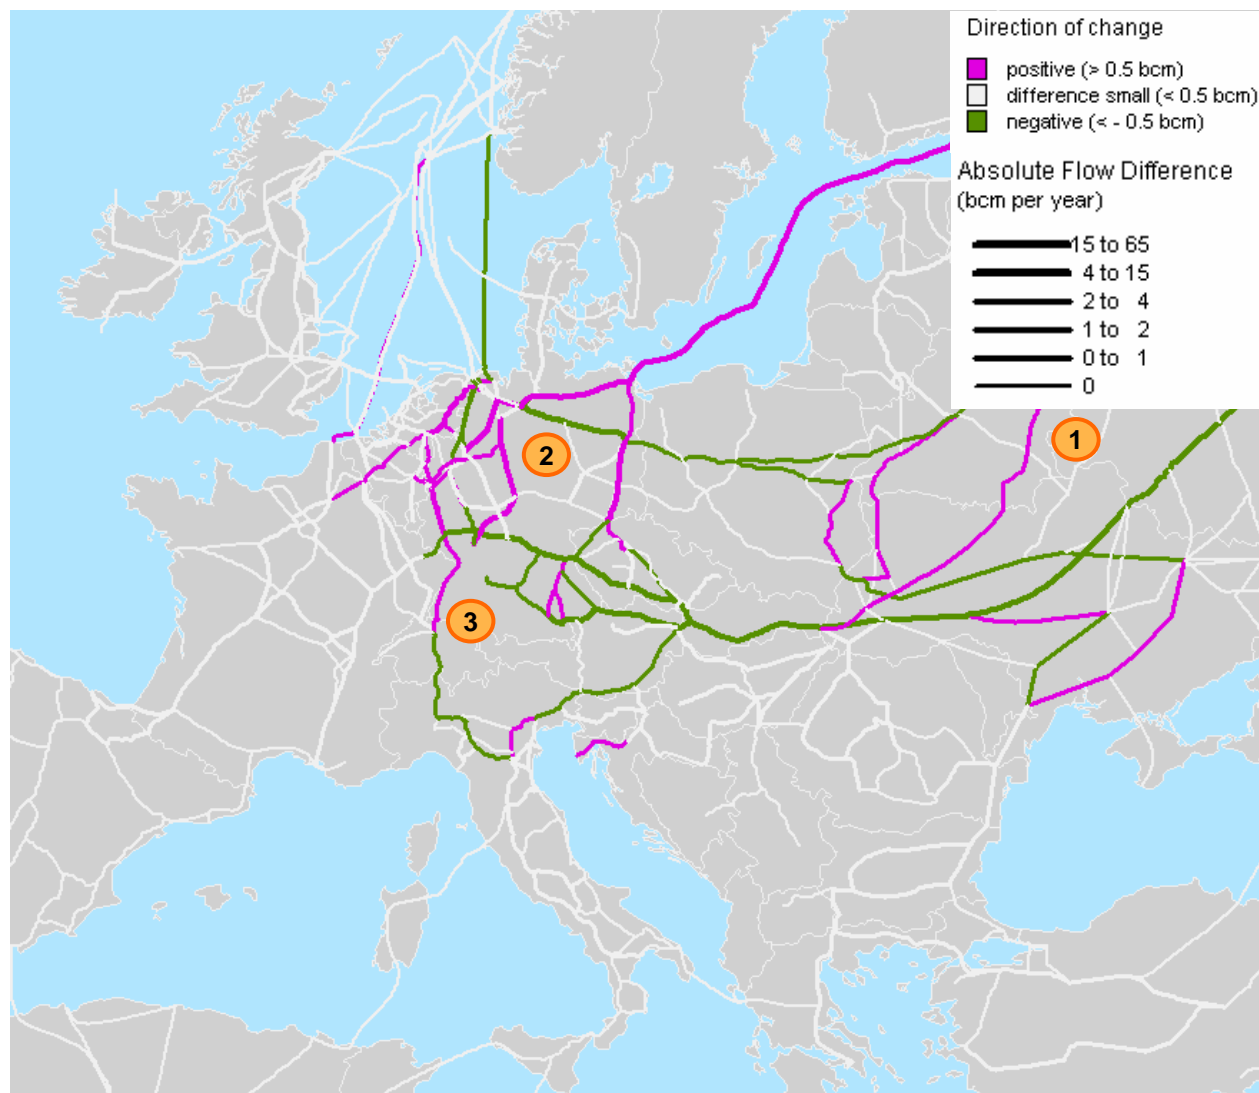 Direction of change
positive (> 0.5 bcm)
difference small (< 0.5 bcm)
negative (< - 0.5 bcm)
Absolute Flow Difference
(bcm per year)
15 to 65
4 to 15
2 to 4
1 to 2
0 to 1
0
1
2
3